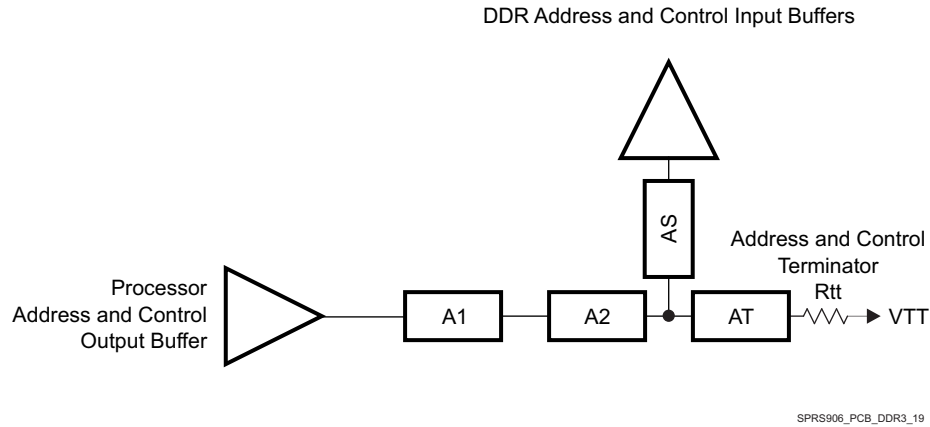 DDR Address and Control Input Buffers
AS
Address and Control
Terminator
Rtt
Processor
Address and Control
Output Buffer
A1
A2
AT
VTT
SPRS906_PCB_DDR3_19